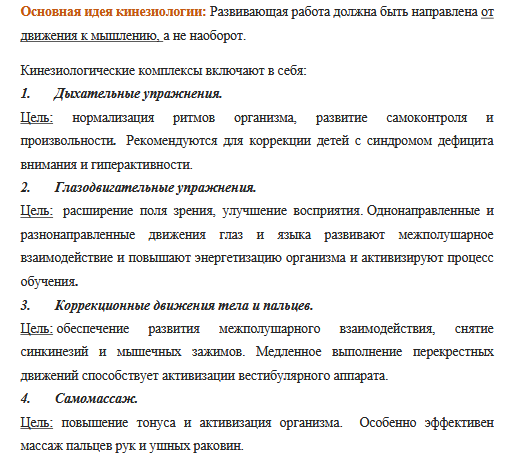 Основная идея кинезиологии: Развивающая работа должна быть направлена от
движения к мышлению, а не наоборот.
Кинезиологические комплексы включают в себя:
1. Дыхательные упражнения.
Цель: нормализация ритмов организма, развитие самоконтроля и
произвольности. Рекомендуются для коррекции детей с синдромом дефицита
внимания и гиперактивности.
2. Глазодвигательные упражнения.
Цель: расширение поля зрения, улучшение восприятия. Однонаправленные и
разнонаправленные движения глаз и языка развивают межполушарное
взаимодействие и повышают энергетизацию организма и активизируют процесс
обучения.
3. Коррекционные движения тела и пальцев.
Цель: обеспечение развития межполушарного взаимодействия, снятие
синкинезий и мышечных зажимов. Медленное выполнение перекрестных
движений способствует активизации вестибулярного аппарата.
4. Самомассаж.
Цель: повышение тонуса и активизация организма. Особенно эффективен
массаж пальцев рук и ушных раковин.